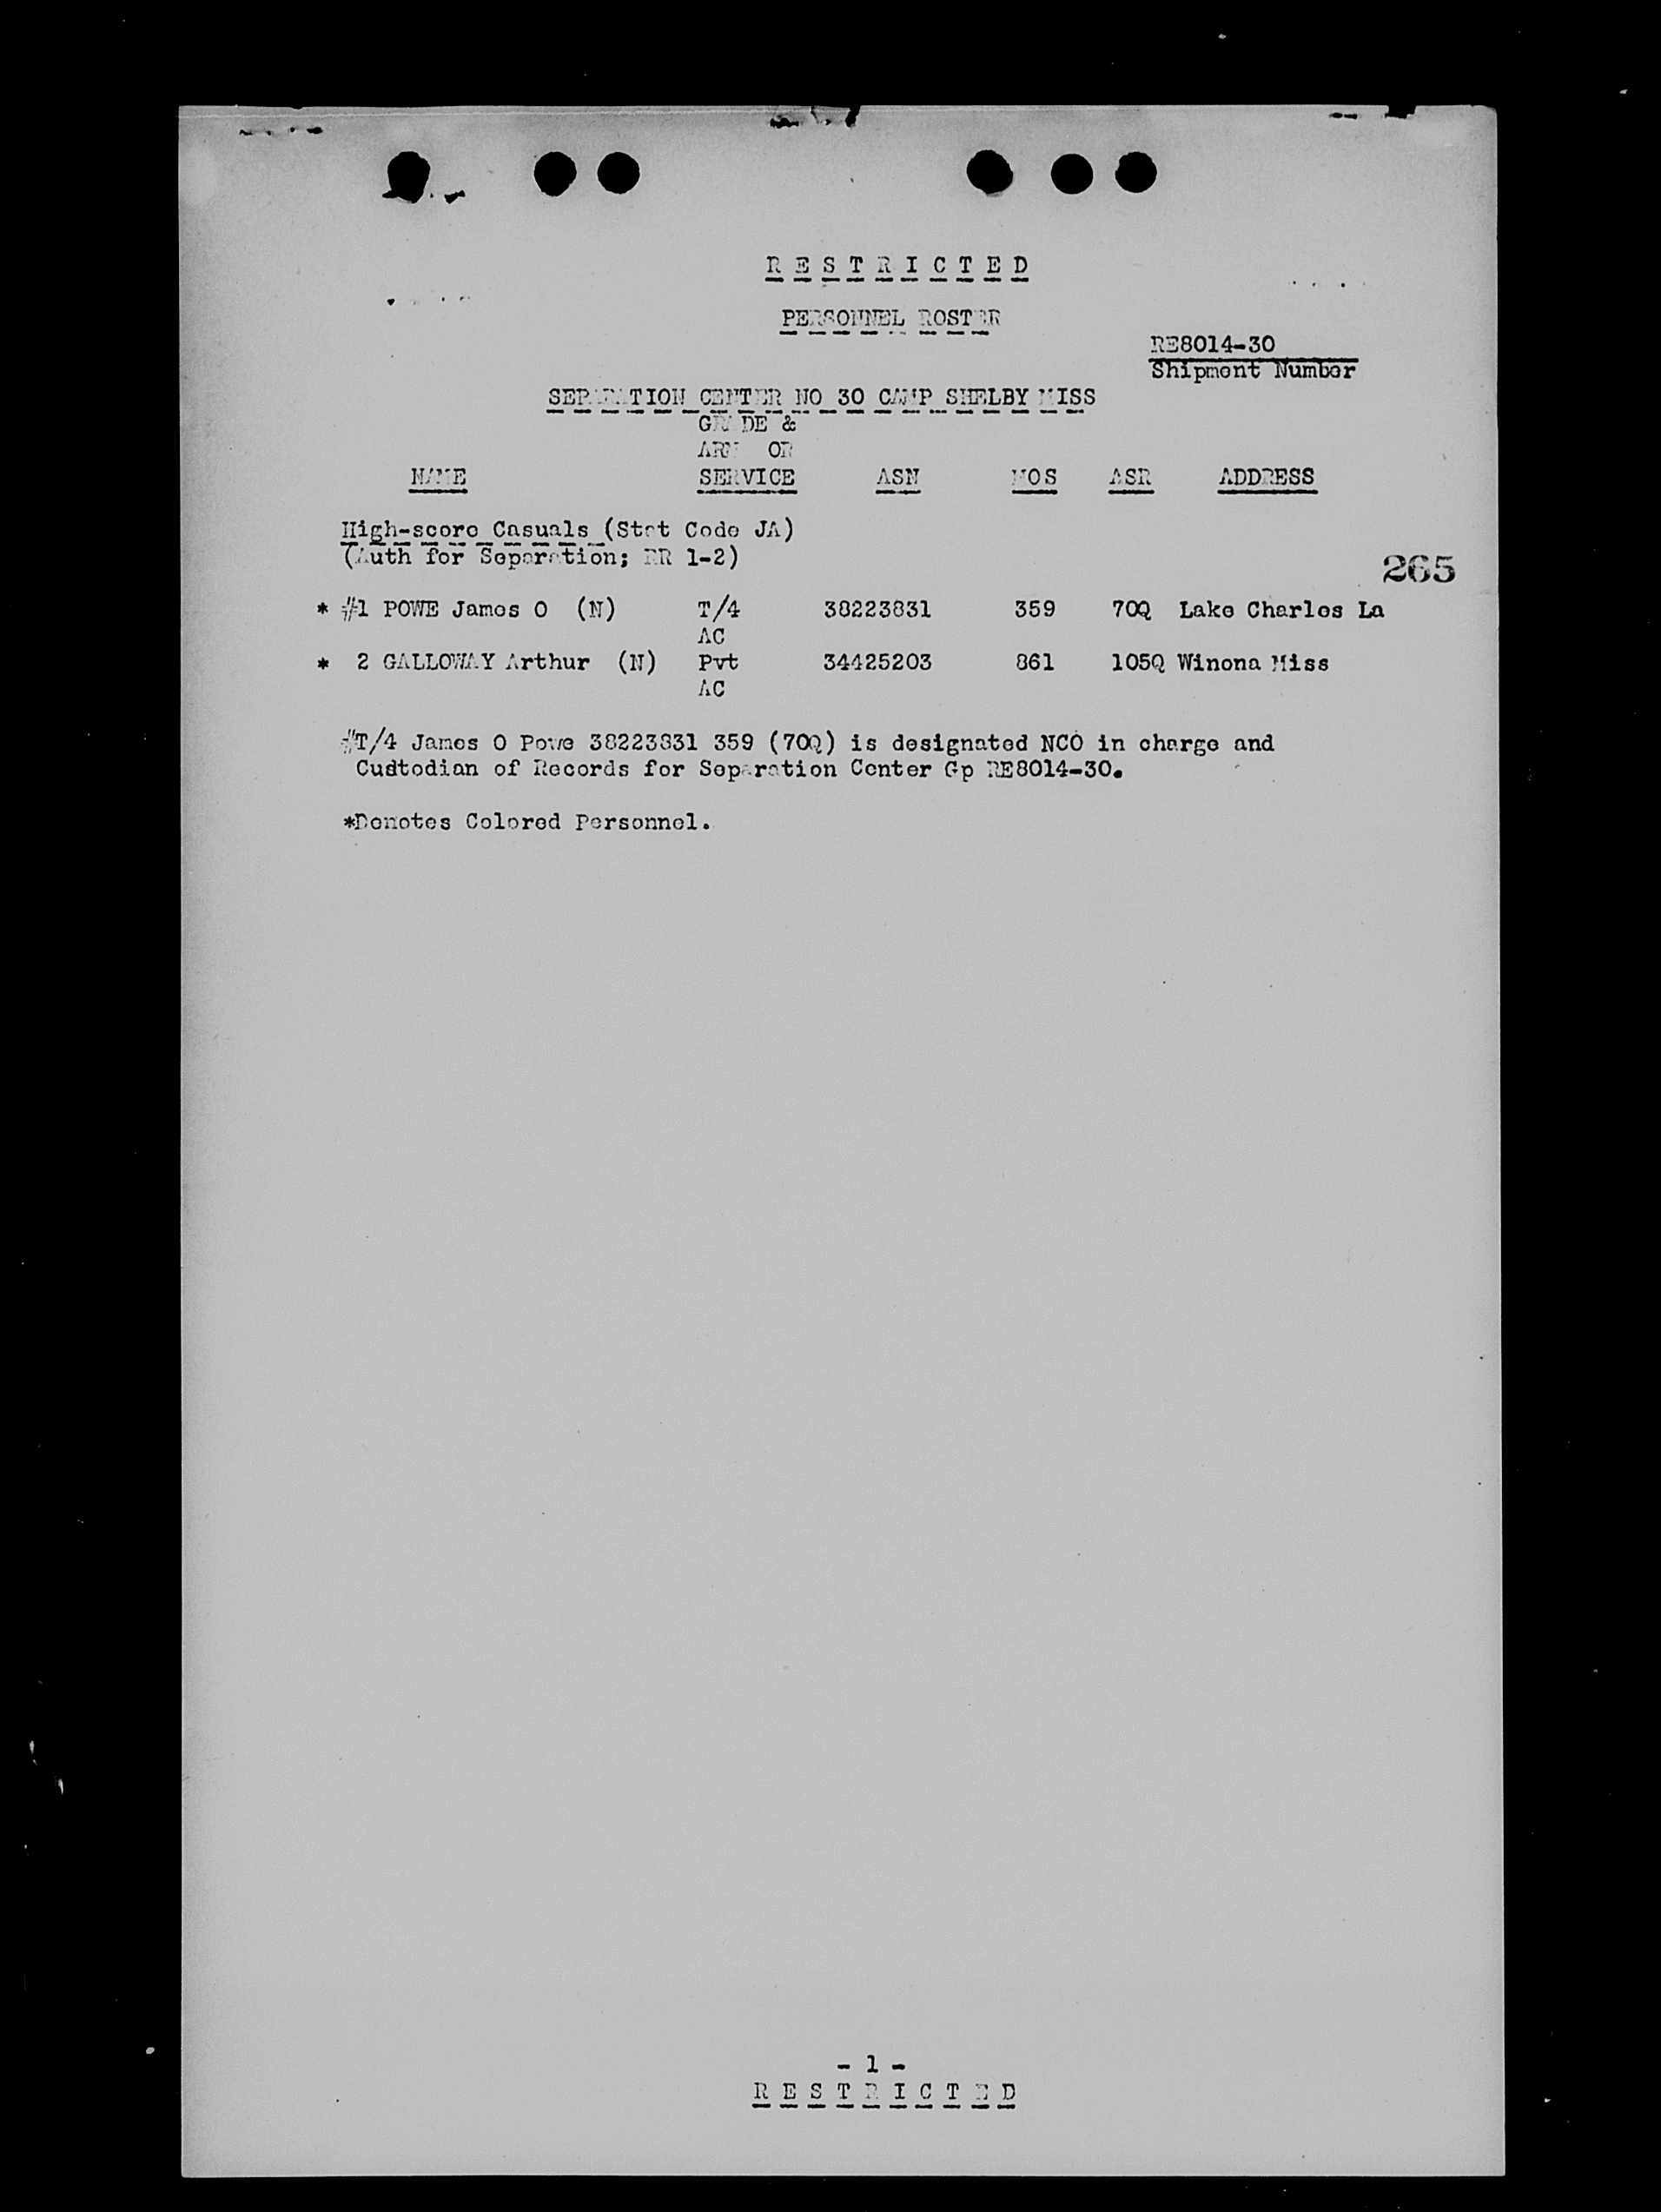 RESTRICTED
PERSONNEL ROSTER
RE8014-30
Shipment Number
SEPARATION CENTER NO 30 CAMP SHELBY MISS
GRADE &
ARM OR
NAME SERVICE ASN MOS ASR ADDRESS
High-score Casuals (Stat Code JA)
(Auth for Separation; RR 1-2)
265
* #1 POWE James O (N) T/4 38223831 359 70Q Lake Charles La
AC
* 2 GALLOWAY Arthur (N) Pvt 34425203 861 105Q Winona Miss
AC
#T/4 James O Powe 38223831 359 (70Q) is designated NCO in charge and
Custodian of Records for Separation Center Gp RE8014-30.
*Denotes Colored Personnel.
- 1 -
RESTRICTED